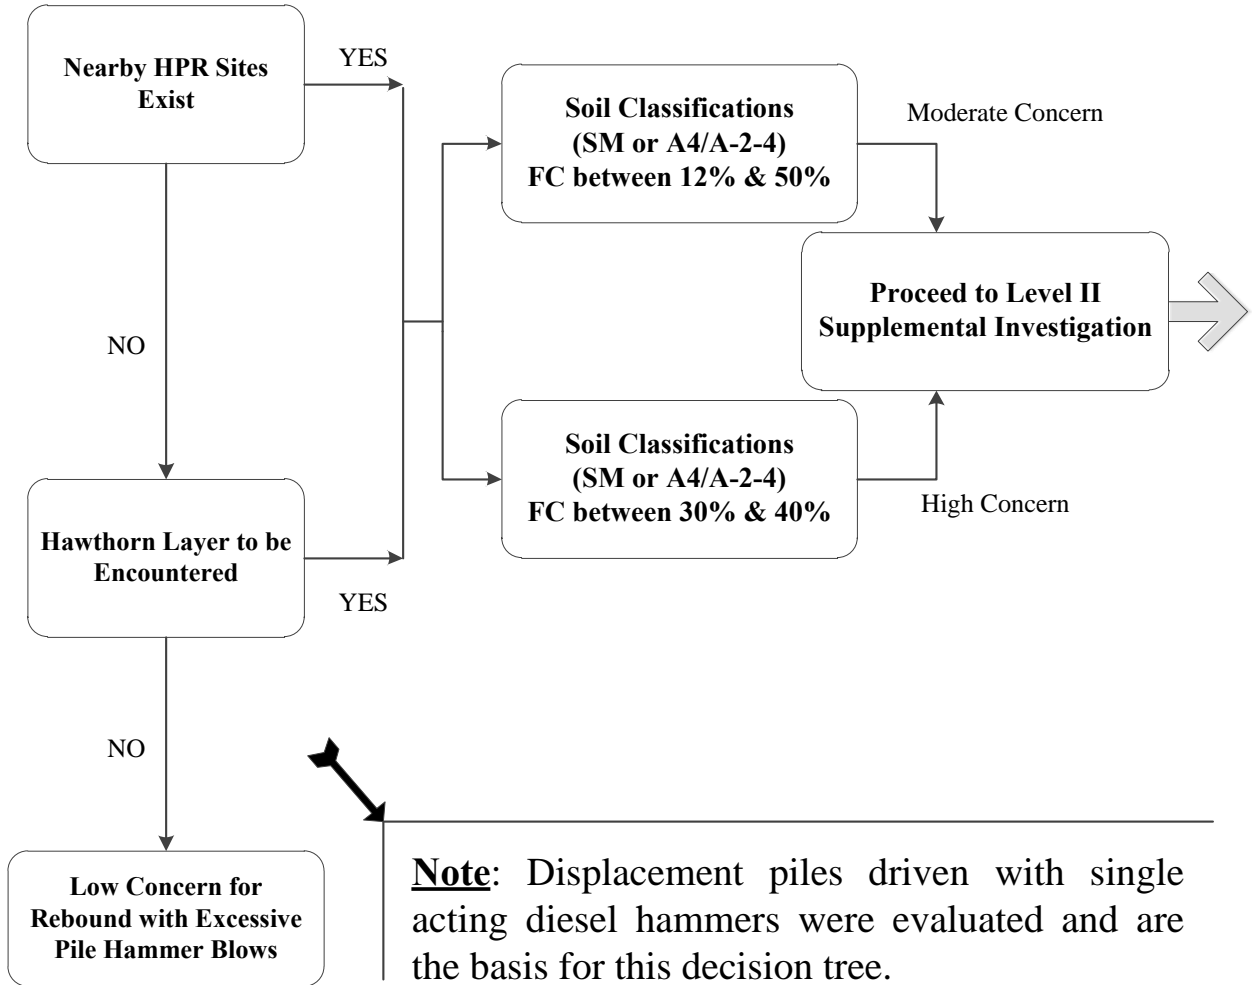 Nearby HPR Sites
Exist
YES
Soil Classifications
(SM or A4/A-2-4)
FC between 12% & 50%
Moderate Concern
Proceed to Level II
Supplemental Investigation
NO
Soil Classifications
(SM or A4/A-2-4)
FC between 30% & 40%
High Concern
Hawthorn Layer to be
Encountered
YES
NO
Low Concern for
Rebound with Excessive
Pile Hammer Blows
Note: Displacement piles driven with single
acting diesel hammers were evaluated and are
the basis for this decision tree.